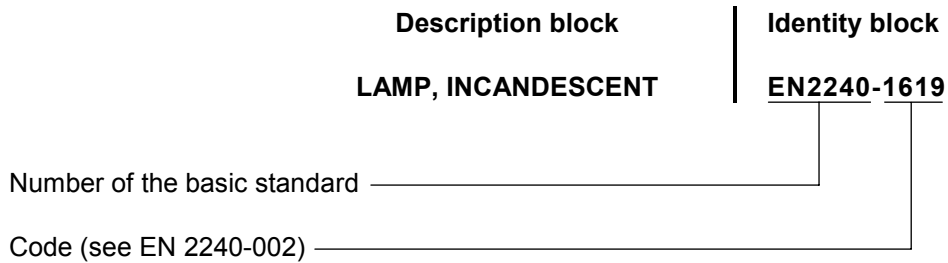 Description block Identity block
LAMP, INCANDESCENT EN2240-1619
Number of the basic standard
Code (see EN 2240-002)